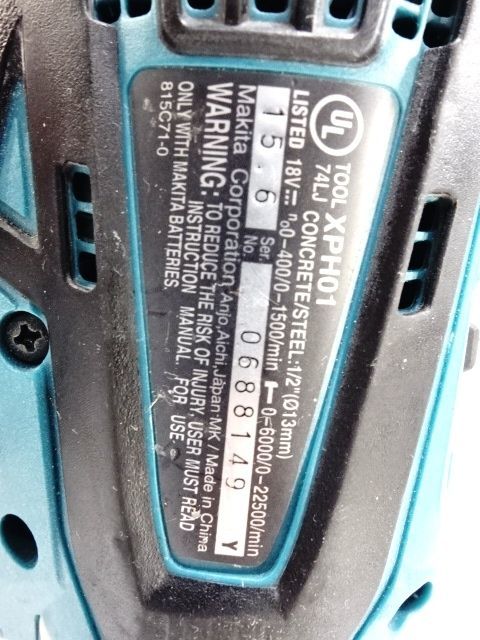 UL
LISTED
TOOL XPH01
74LJ CONCRETE/STEEL:1/2"(Ø13mm)
18V⎓ n₀0-400/0-1500/min 0-6000/0-22500/min
15.6 Ser. No. 0688149 Y
Makita Corporation, Anjo,Aichi,Japan MK / Made in China
WARNING: TO REDUCE THE RISK OF INJURY, USER MUST READ
INSTRUCTION MANUAL FOR USE.
ONLY WITH MAKITA BATTERIES.
815C71-0